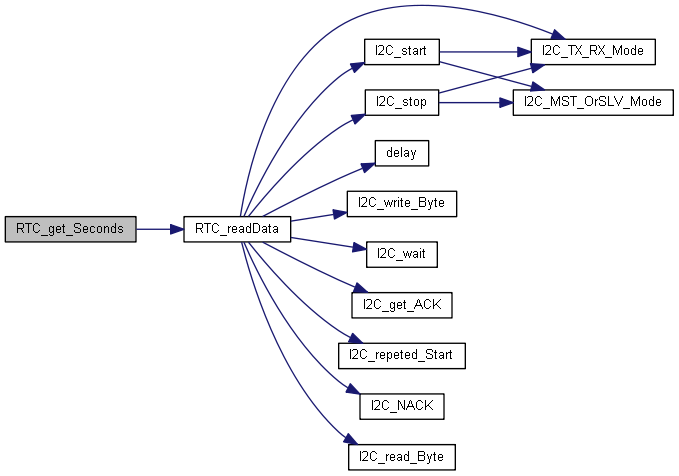 RTC_get_Seconds
RTC_readData
I2C_start
I2C_stop
delay
I2C_write_Byte
I2C_wait
I2C_get_ACK
I2C_repeted_Start
I2C_NACK
I2C_read_Byte
I2C_TX_RX_Mode
I2C_MST_OrSLV_Mode